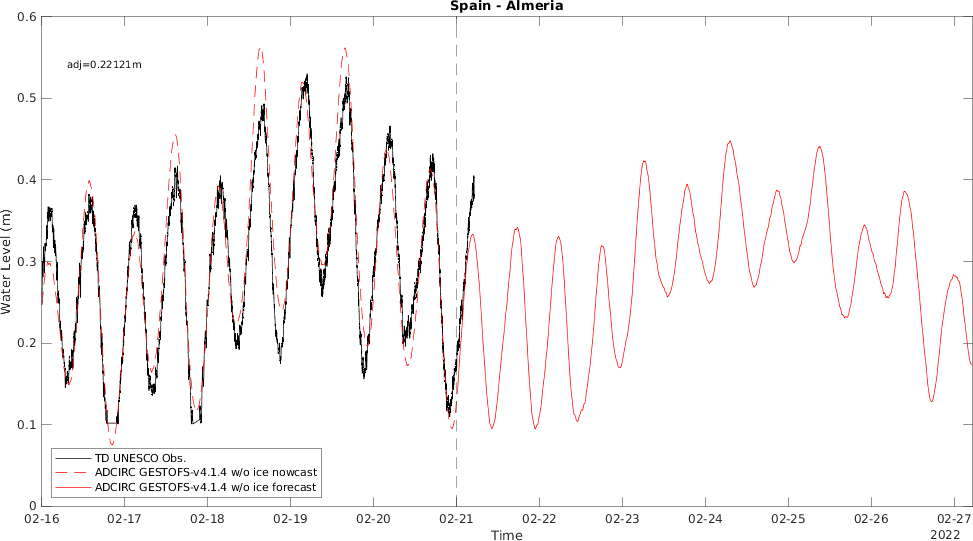 Spain - Almeria
0.6
0.5
0.4
0.3
0.2
0.1
0
Water Level (m)
adj=0.22121m
TD UNESCO Obs.
ADCIRC GESTOFS-v4.1.4 w/o ice nowcast
ADCIRC GESTOFS-v4.1.4 w/o ice forecast
02-16 02-17 02-18 02-19 02-20 02-21 02-22 02-23 02-24 02-25 02-26 02-27
Time
2022